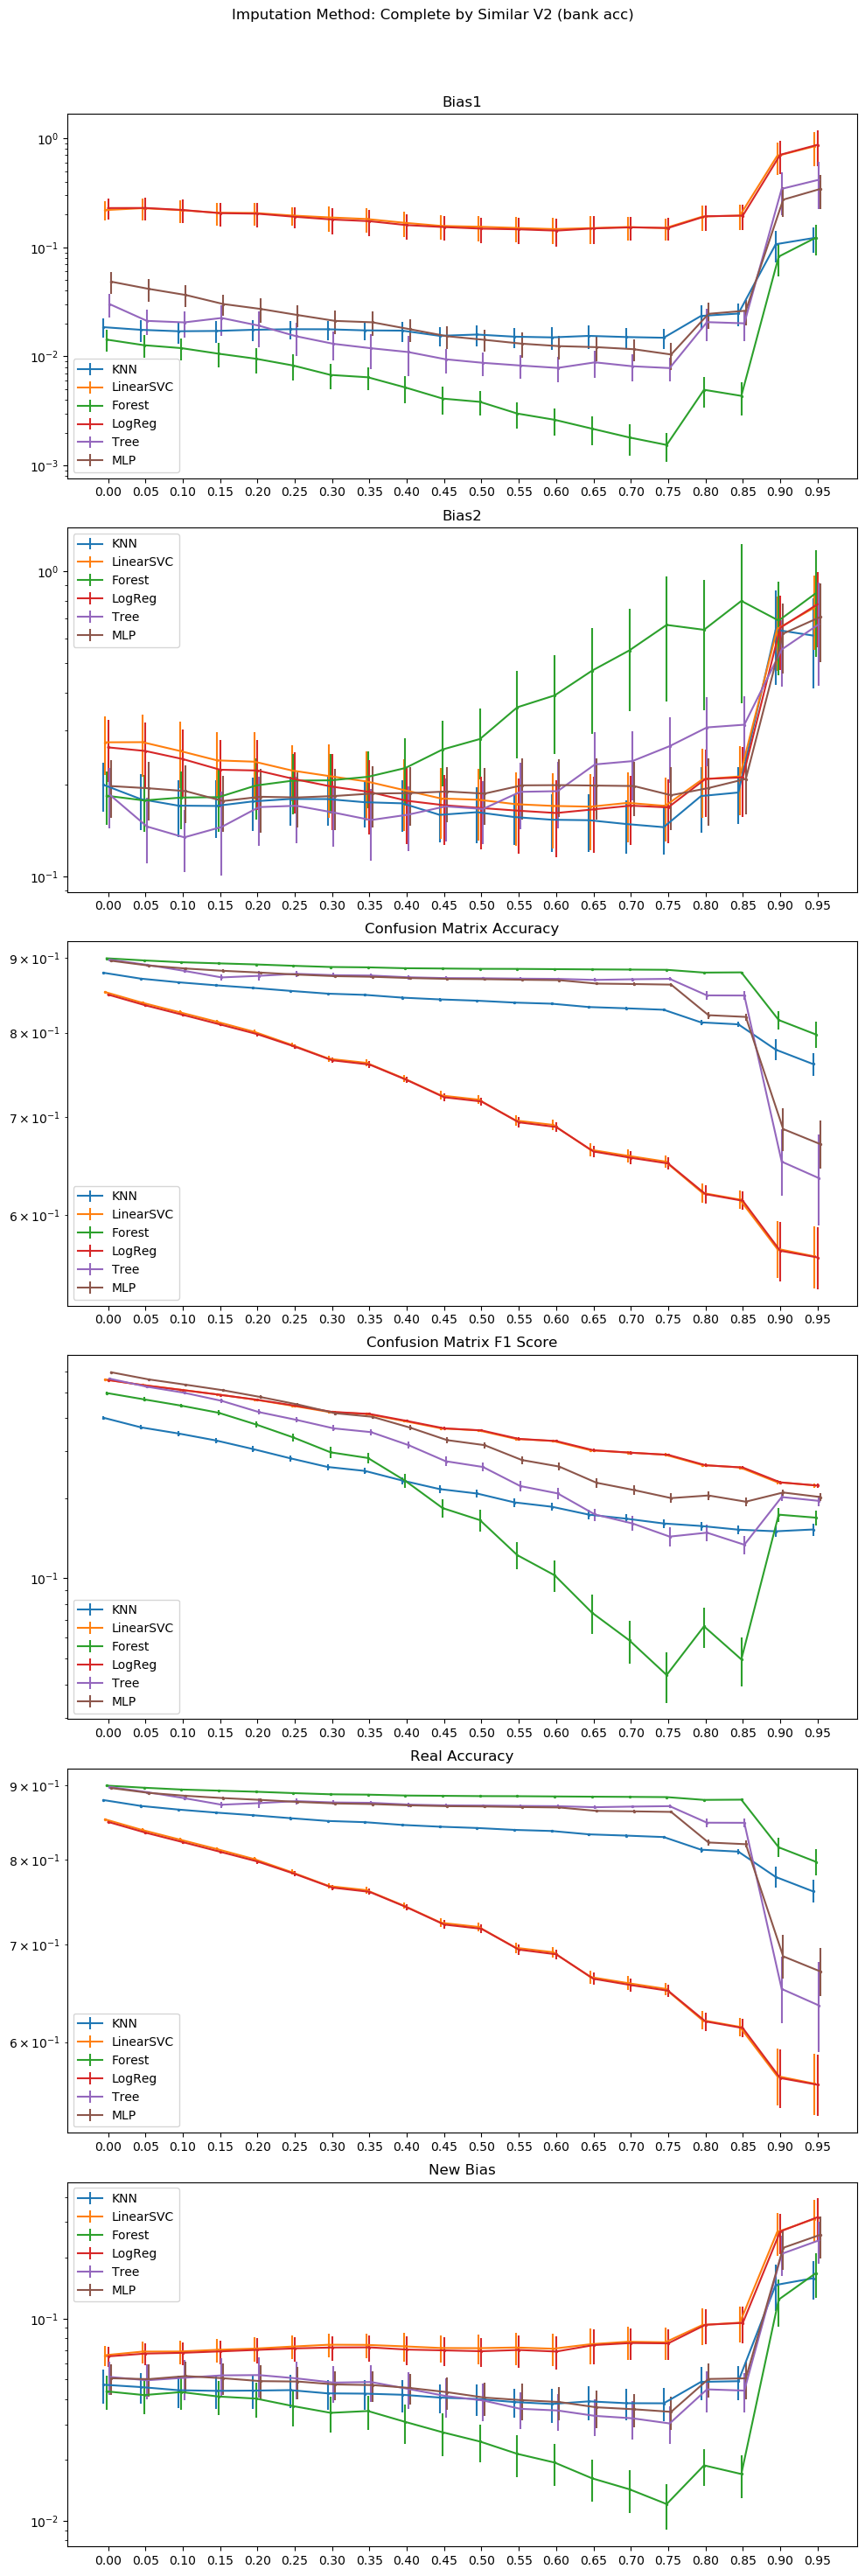 Imputation Method: Complete by Similar V2 (bank acc)
Bias1
10⁰
10⁻¹
10⁻²
10⁻³
KNN
LinearSVC
Forest
LogReg
Tree
MLP
0.00 0.05 0.10 0.15 0.20 0.25 0.30 0.35 0.40 0.45 0.50 0.55 0.60 0.65 0.70 0.75 0.80 0.85 0.90 0.95
Bias2
10⁰
10⁻¹
KNN
LinearSVC
Forest
LogReg
Tree
MLP
0.00 0.05 0.10 0.15 0.20 0.25 0.30 0.35 0.40 0.45 0.50 0.55 0.60 0.65 0.70 0.75 0.80 0.85 0.90 0.95
Confusion Matrix Accuracy
9 × 10⁻¹
8 × 10⁻¹
7 × 10⁻¹
6 × 10⁻¹
KNN
LinearSVC
Forest
LogReg
Tree
MLP
0.00 0.05 0.10 0.15 0.20 0.25 0.30 0.35 0.40 0.45 0.50 0.55 0.60 0.65 0.70 0.75 0.80 0.85 0.90 0.95
Confusion Matrix F1 Score
10⁻¹
KNN
LinearSVC
Forest
LogReg
Tree
MLP
0.00 0.05 0.10 0.15 0.20 0.25 0.30 0.35 0.40 0.45 0.50 0.55 0.60 0.65 0.70 0.75 0.80 0.85 0.90 0.95
Real Accuracy
9 × 10⁻¹
8 × 10⁻¹
7 × 10⁻¹
6 × 10⁻¹
KNN
LinearSVC
Forest
LogReg
Tree
MLP
0.00 0.05 0.10 0.15 0.20 0.25 0.30 0.35 0.40 0.45 0.50 0.55 0.60 0.65 0.70 0.75 0.80 0.85 0.90 0.95
New Bias
KNN
LinearSVC
Forest
LogReg
Tree
MLP
10⁻¹
10⁻²
0.00 0.05 0.10 0.15 0.20 0.25 0.30 0.35 0.40 0.45 0.50 0.55 0.60 0.65 0.70 0.75 0.80 0.85 0.90 0.95